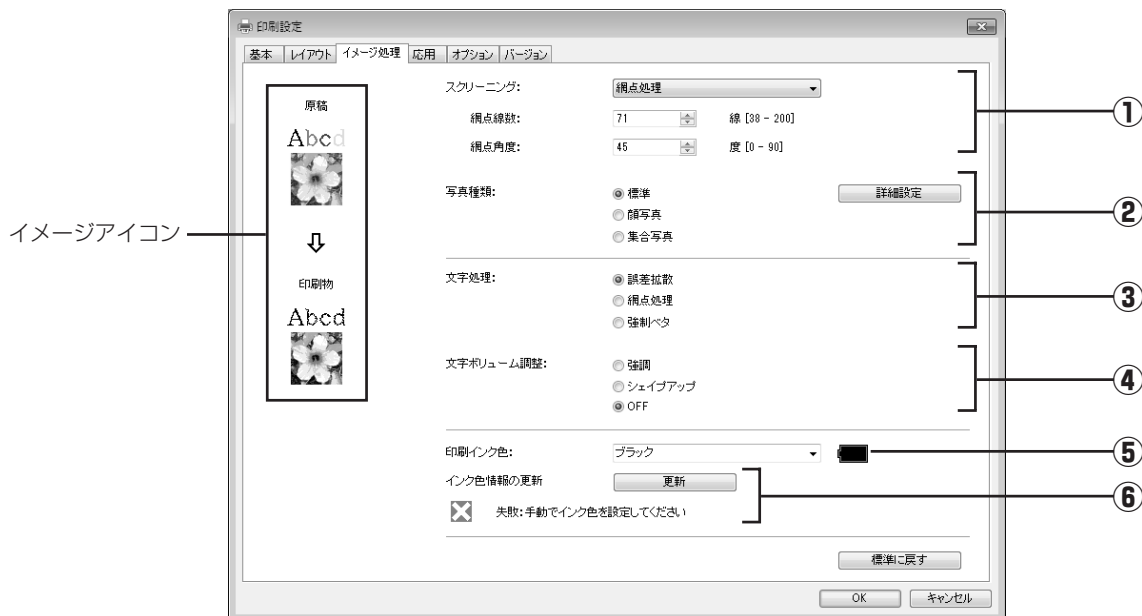 印刷設定
基本 レイアウト イメージ処理 応用 オプション バージョン
イメージアイコン
原稿
Abcd
印刷物
Abcd
スクリーニング: 網点処理
網点線数: 71 線 [38 - 200]
網点角度: 45 度 [0 - 90]
①
写真種類: 標準 詳細設定
顔写真
集合写真
②
文字処理: 誤差拡散
網点処理
強制ベタ
③
文字ボリューム調整: 強調
シェイプアップ
OFF
④
印刷インク色: ブラック
⑤
インク色情報の更新 更新
失敗:手動でインク色を設定してください
⑥
標準に戻す
OK キャンセル